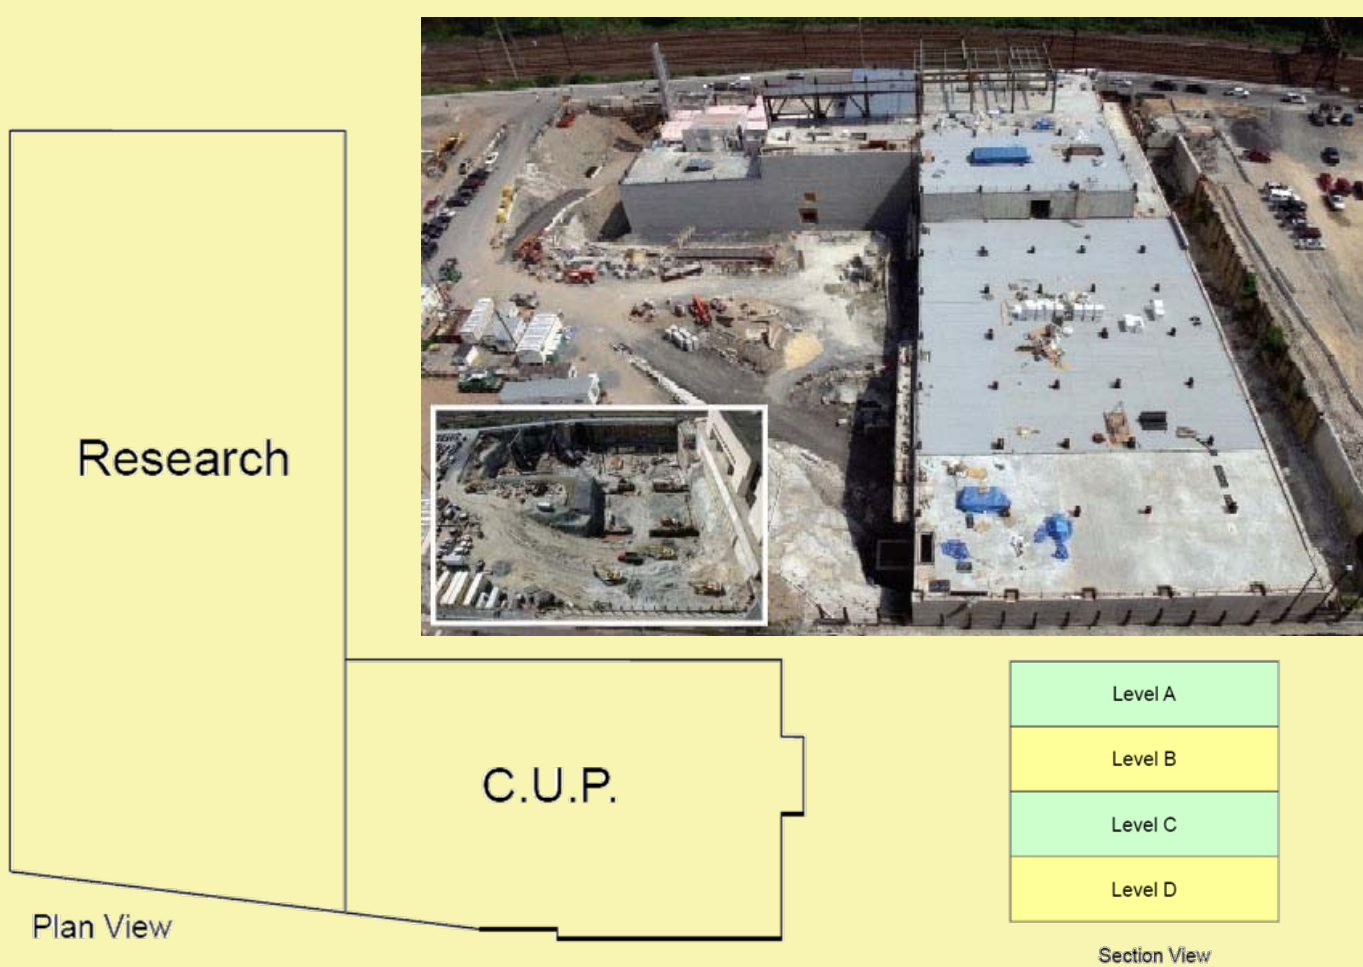 Research
C.U.P.
Plan View
Level A
Level B
Level C
Level D
Section View